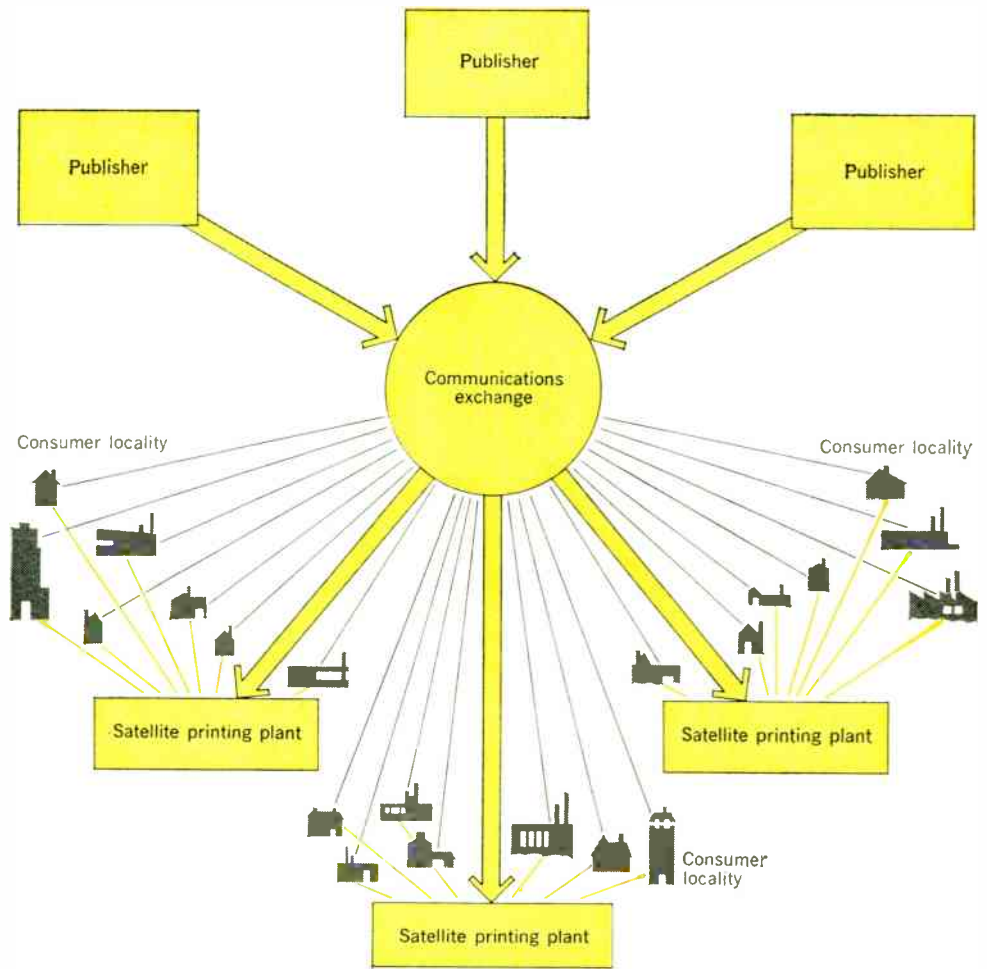 Publisher
Publisher
Publisher
Communications
exchange
Consumer locality
Consumer locality
Satellite printing plant
Satellite printing plant
Consumer
locality
Satellite printing plant